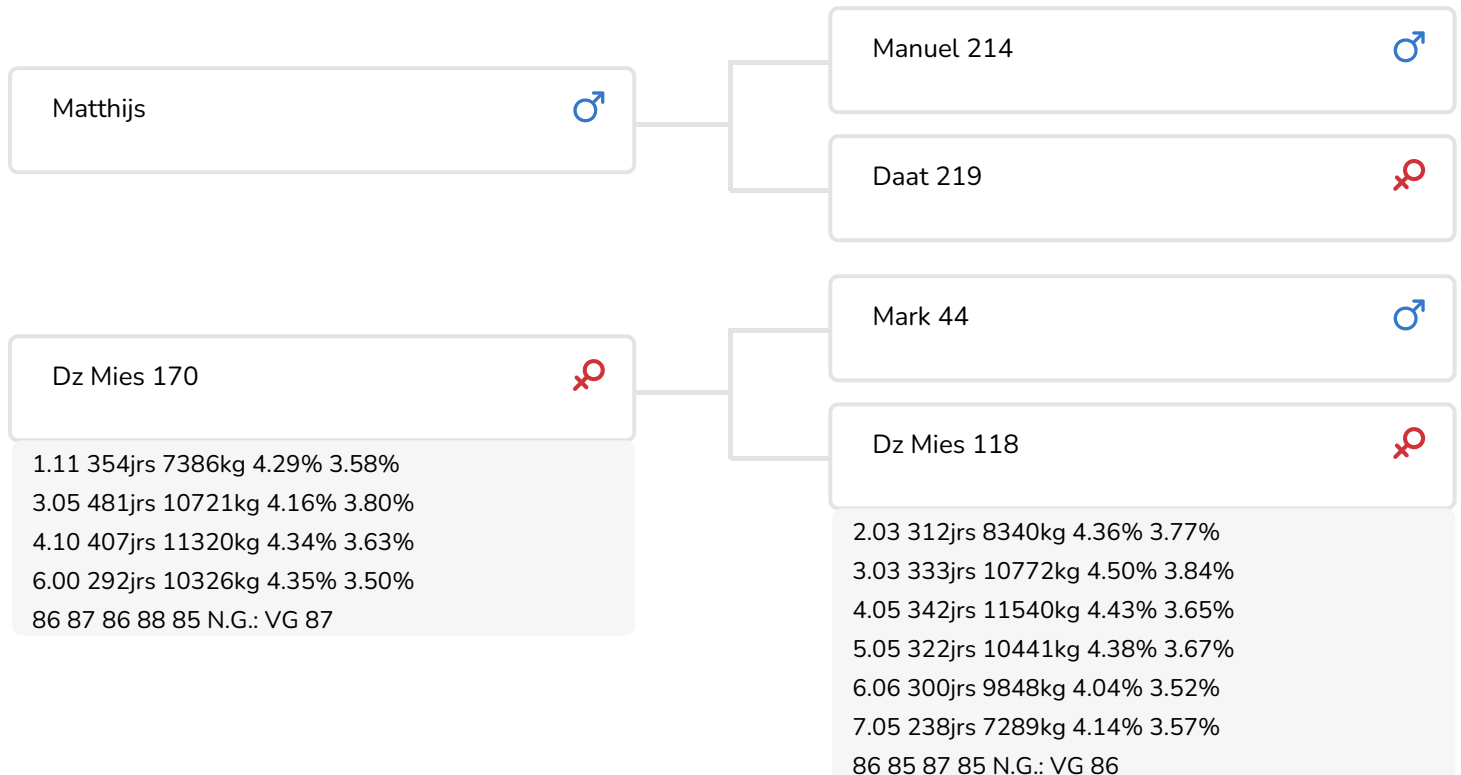 Matthijs
Manuel 214
Daat 219
Dz Mies 170
1.11 354jrs 7386kg 4.29% 3.58%
3.05 481jrs 10721kg 4.16% 3.80%
4.10 407jrs 11320kg 4.34% 3.63%
6.00 292jrs 10326kg 4.35% 3.50%
86 87 86 88 85 N.G.: VG 87
Mark 44
Dz Mies 118
2.03 312jrs 8340kg 4.36% 3.77%
3.03 333jrs 10772kg 4.50% 3.84%
4.05 342jrs 11540kg 4.43% 3.65%
5.05 322jrs 10441kg 4.38% 3.67%
6.06 300jrs 9848kg 4.04% 3.52%
7.05 238jrs 7289kg 4.14% 3.57%
86 85 87 85 N.G.: VG 86